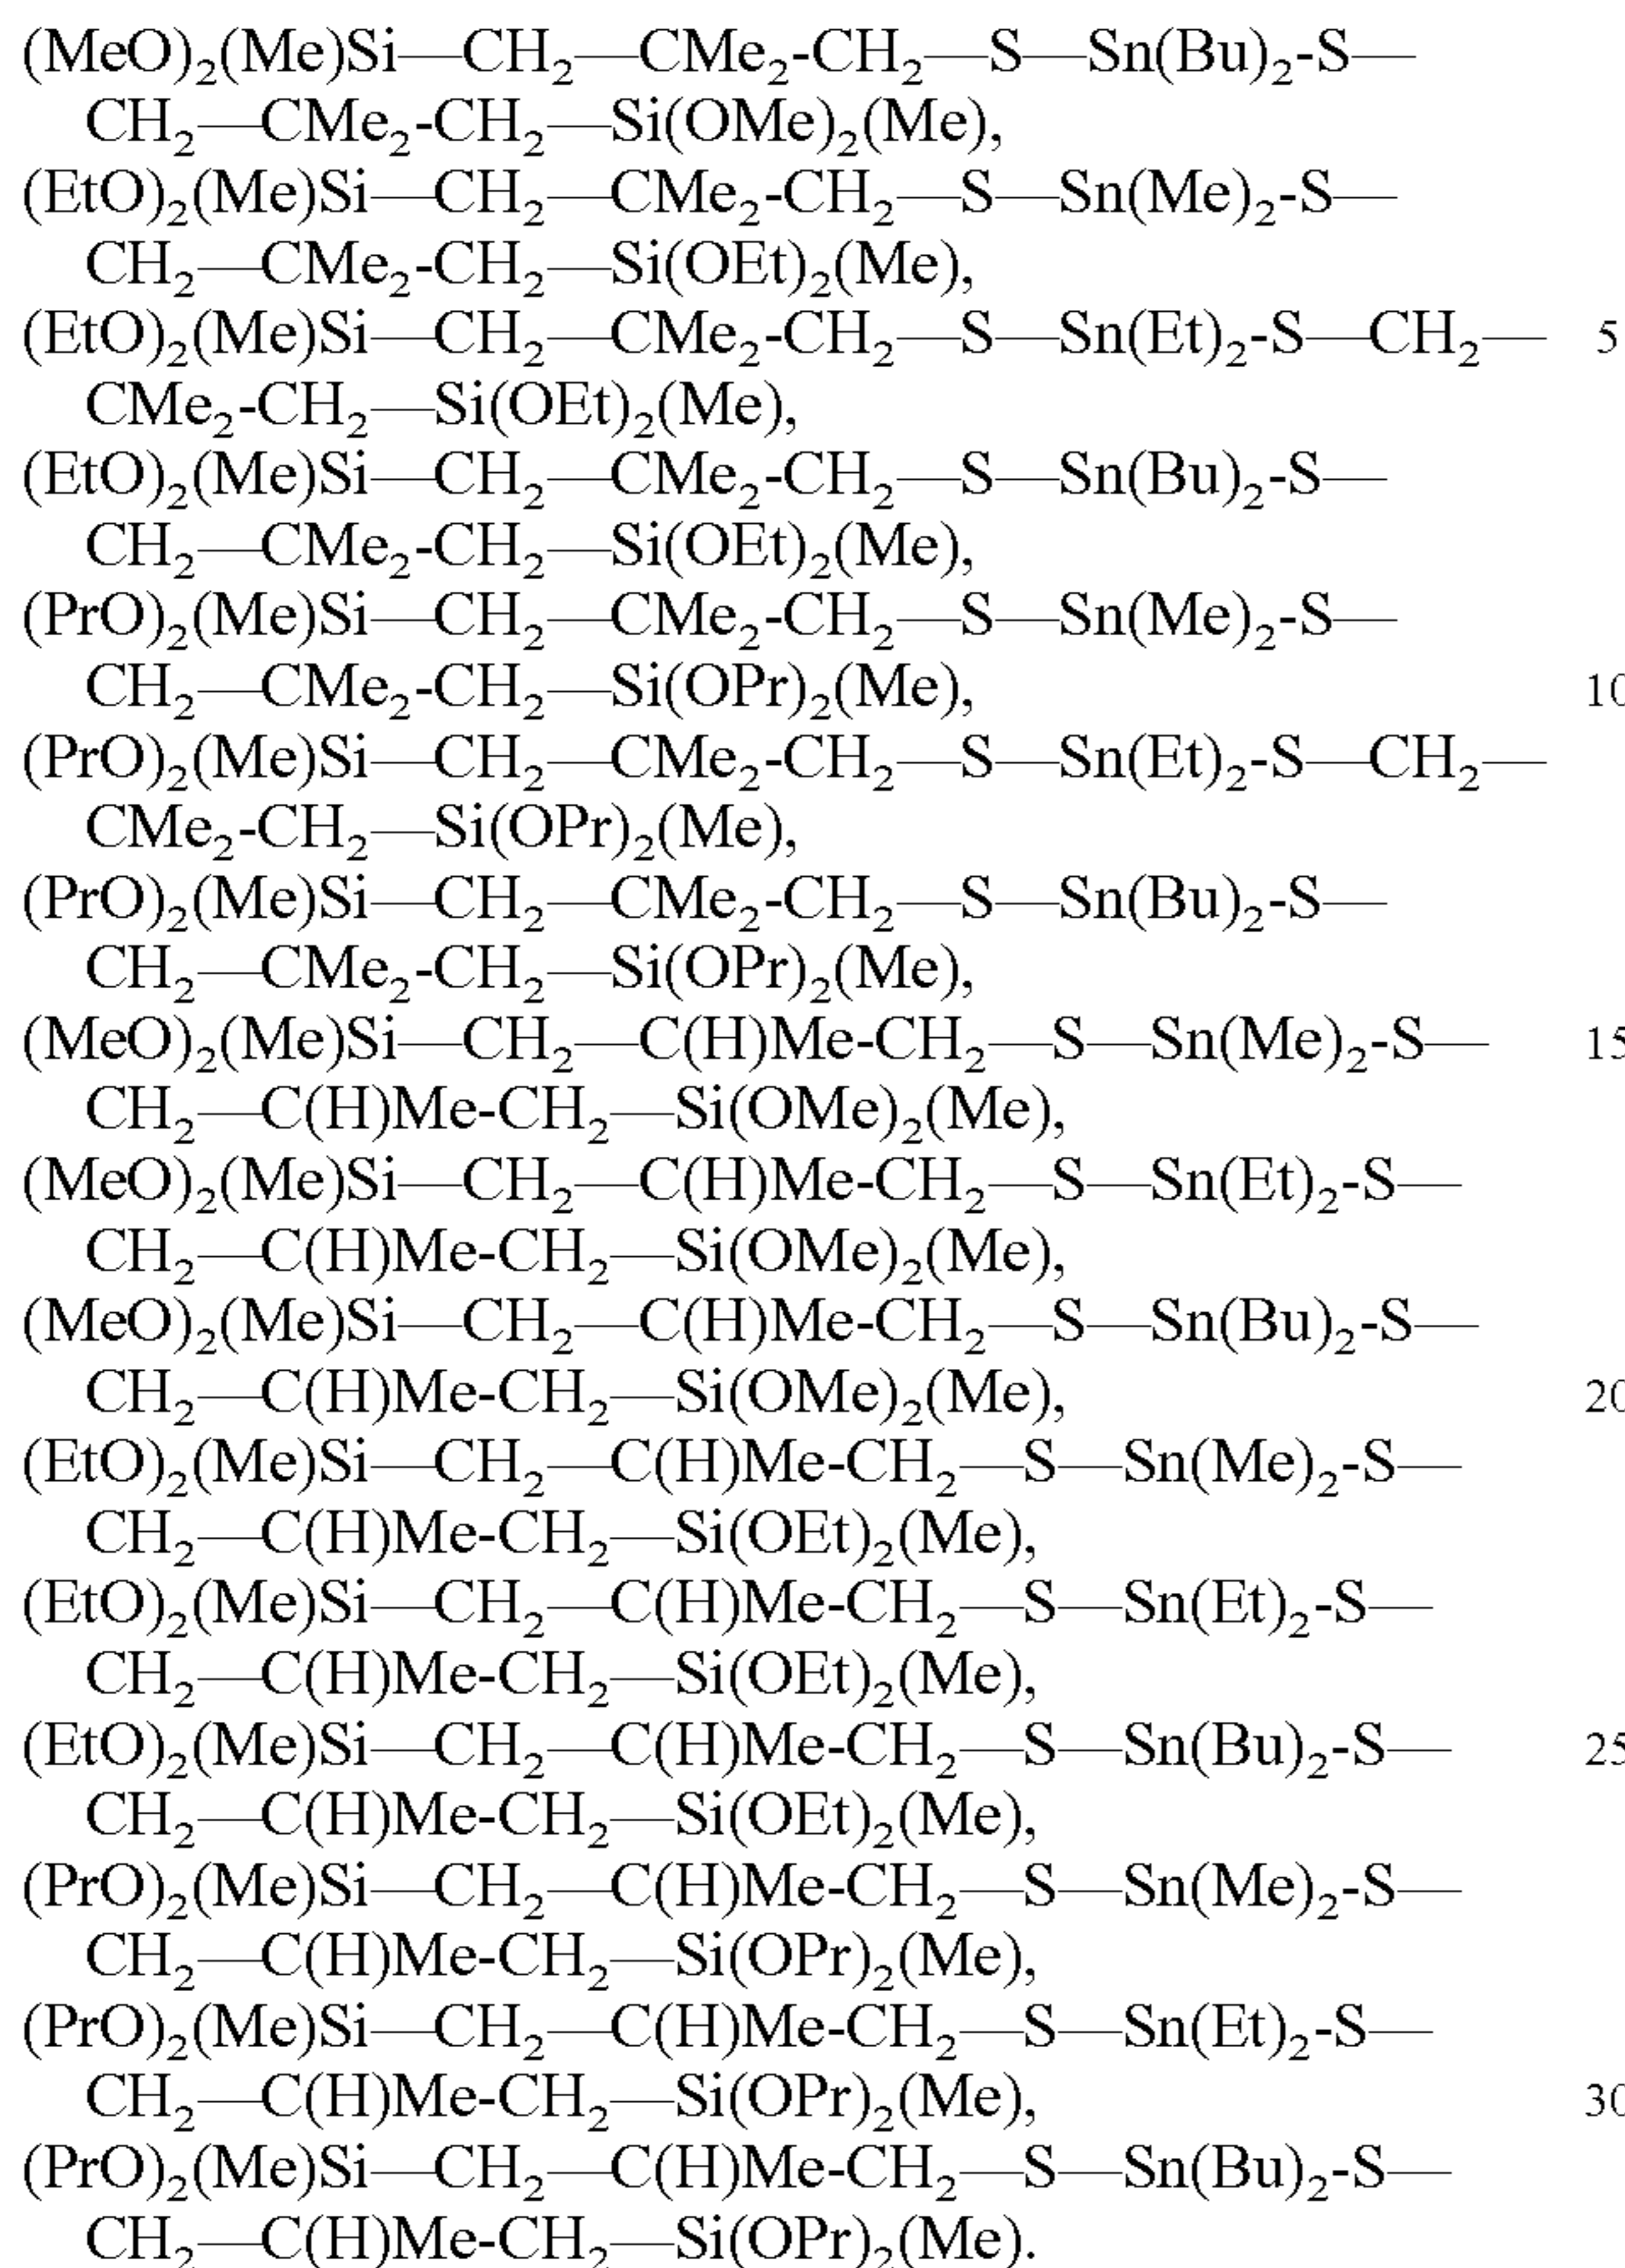 (MeO)₂(Me)Si—CH₂—CMe₂-CH₂—S—Sn(Bu)₂-S—
CH₂—CMe₂-CH₂—Si(OMe)₂(Me),
(EtO)₂(Me)Si—CH₂—CMe₂-CH₂—S—Sn(Me)₂-S—
CH₂—CMe₂-CH₂—Si(OEt)₂(Me),
(EtO)₂(Me)Si—CH₂—CMe₂-CH₂—S—Sn(Et)₂-S—CH₂— 5
CMe₂-CH₂—Si(OEt)₂(Me),
(EtO)₂(Me)Si—CH₂—CMe₂-CH₂—S—Sn(Bu)₂-S—
CH₂—CMe₂-CH₂—Si(OEt)₂(Me),
(PrO)₂(Me)Si—CH₂—CMe₂-CH₂—S—Sn(Me)₂-S—
CH₂—CMe₂-CH₂—Si(OPr)₂(Me), 10
(PrO)₂(Me)Si—CH₂—CMe₂-CH₂—S—Sn(Et)₂-S—CH₂—
CMe₂-CH₂—Si(OPr)₂(Me),
(PrO)₂(Me)Si—CH₂—CMe₂-CH₂—S—Sn(Bu)₂-S—
CH₂—CMe₂-CH₂—Si(OPr)₂(Me),
(MeO)₂(Me)Si—CH₂—C(H)Me-CH₂—S—Sn(Me)₂-S— 15
CH₂—C(H)Me-CH₂—Si(OMe)₂(Me),
(MeO)₂(Me)Si—CH₂—C(H)Me-CH₂—S—Sn(Et)₂-S—
CH₂—C(H)Me-CH₂—Si(OMe)₂(Me),
(MeO)₂(Me)Si—CH₂—C(H)Me-CH₂—S—Sn(Bu)₂-S—
CH₂—C(H)Me-CH₂—Si(OMe)₂(Me), 20
(EtO)₂(Me)Si—CH₂—C(H)Me-CH₂—S—Sn(Me)₂-S—
CH₂—C(H)Me-CH₂—Si(OEt)₂(Me),
(EtO)₂(Me)Si—CH₂—C(H)Me-CH₂—S—Sn(Et)₂-S—
CH₂—C(H)Me-CH₂—Si(OEt)₂(Me),
(EtO)₂(Me)Si—CH₂—C(H)Me-CH₂—S—Sn(Bu)₂-S— 25
CH₂—C(H)Me-CH₂—Si(OEt)₂(Me).
(PrO)₂(Me)Si—CH₂—C(H)Me-CH₂—S—Sn(Me)₂-S—
CH₂—C(H)Me-CH₂—Si(OPr)₂(Me),
(PrO)₂(Me)Si—CH₂—C(H)Me-CH₂—S—Sn(Et)₂-S—
CH₂—C(H)Me-CH₂—Si(OPr)₂(Me), 30
(PrO)₂(Me)Si—CH₂—C(H)Me-CH₂—S—Sn(Bu)₂-S—
CH₂—C(H)Me-CH₂—Si(OPr)₂(Me).